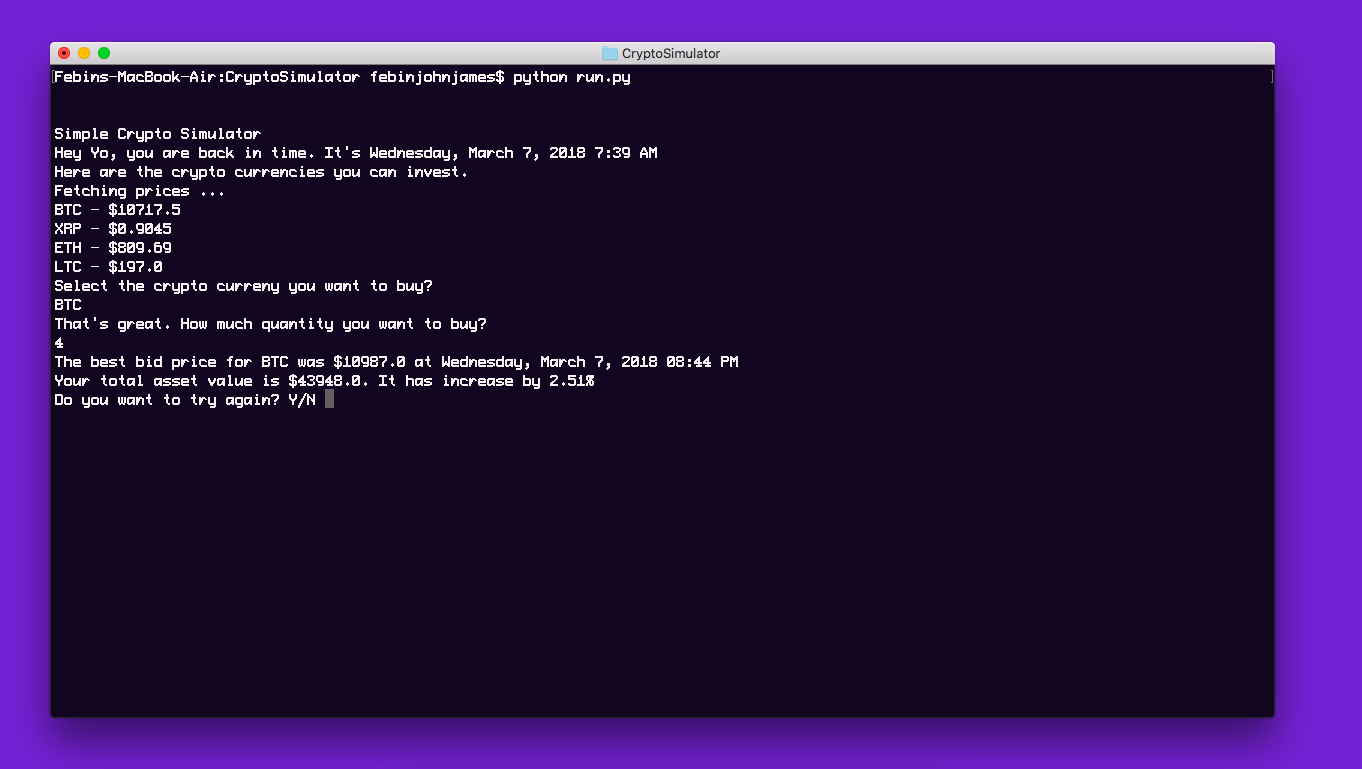 CryptoSimulator
Febins-MacBook-Air:CryptoSimulator febinjohnjames$ python run.py
Simple Crypto Simulator
Hey Yo, you are back in time. It's Wednesday, March 7, 2018 7:39 AM
Here are the crypto currencies you can invest.
Fetching prices ...
BTC - $10717.5
XRP - $0.9045
ETH - $809.69
LTC - $197.0
Select the crypto curreny you want to buy?
BTC
That's great. How much quantity you want to buy?
4
The best bid price for BTC was $10987.0 at Wednesday, March 7, 2018 08:44 PM
Your total asset value is $43948.0. It has increase by 2.51%
Do you want to try again? Y/N